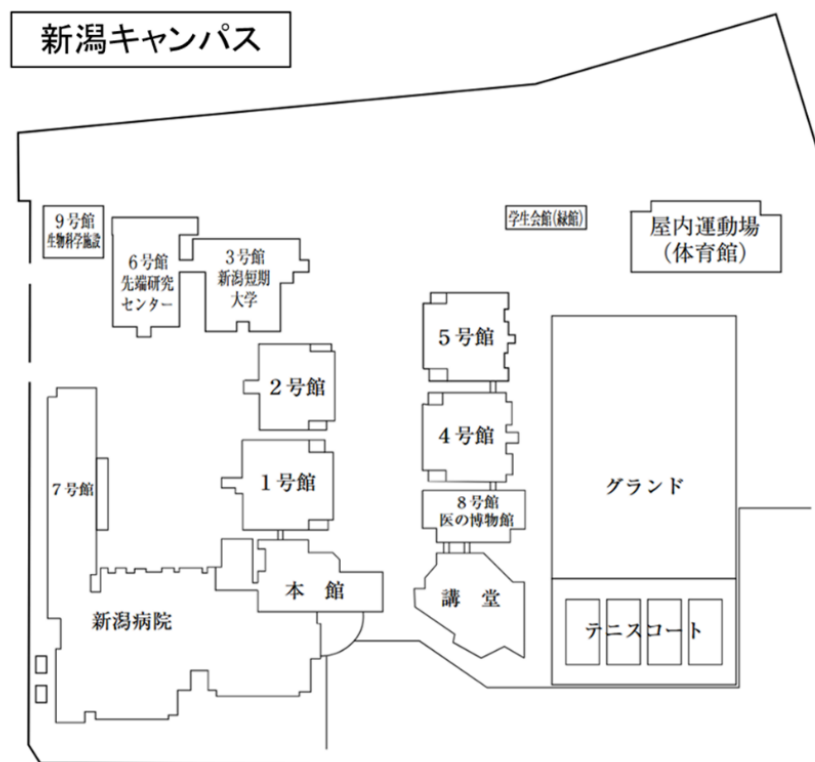 新潟キャンパス
9号館
生物科学施設
6号館
先端研究
センター
3号館
新潟短期
大学
学生会館(緑館)
屋内運動場
(体育館)
5号館
2号館
4号館
1号館
7号館
8号館
医の博物館
グランド
本 館
講 堂
新潟病院
テニスコート